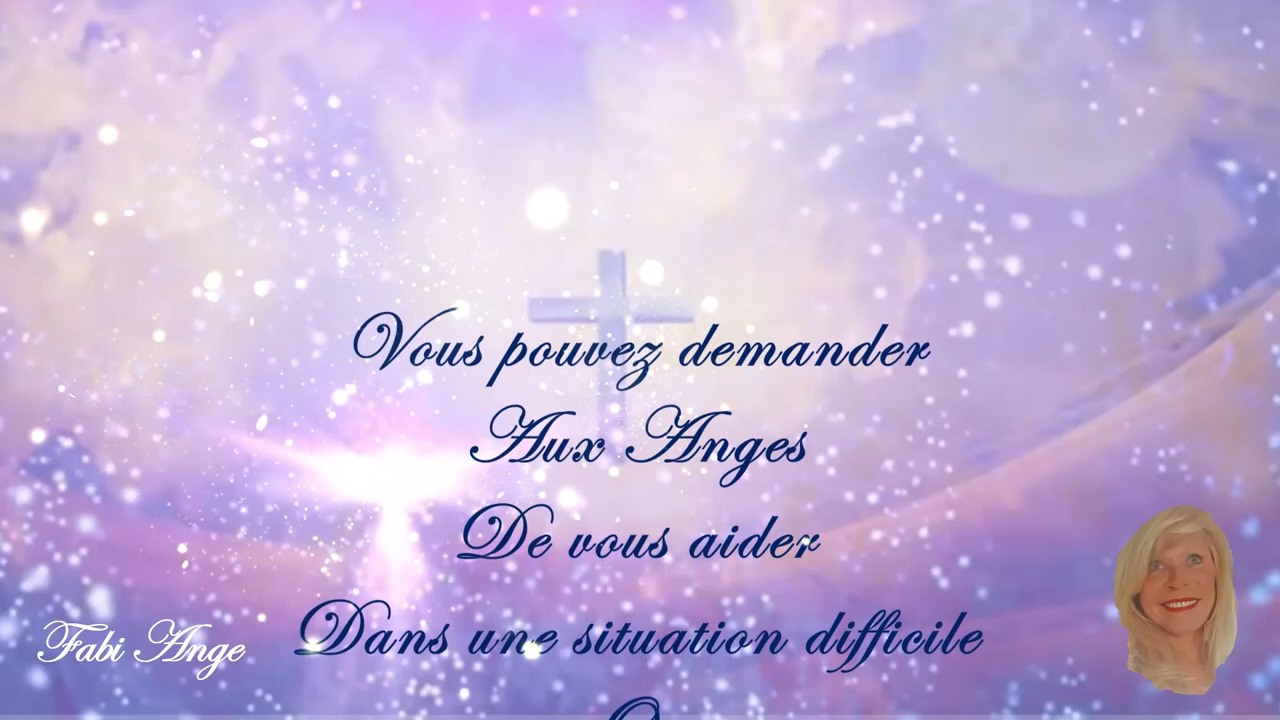 Vous pouvez demander
Aux Anges
De vous aider
Dans une situation difficile
Fabi Ange